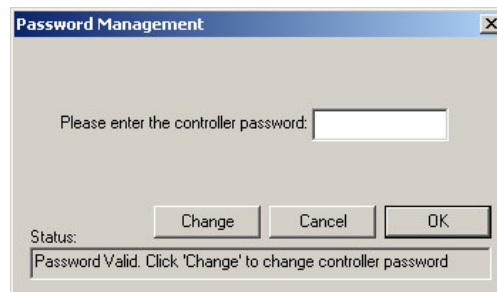 Password Management
Please enter the controller password:
Change Cancel OK
Status:
Password Valid. Click 'Change' to change controller password